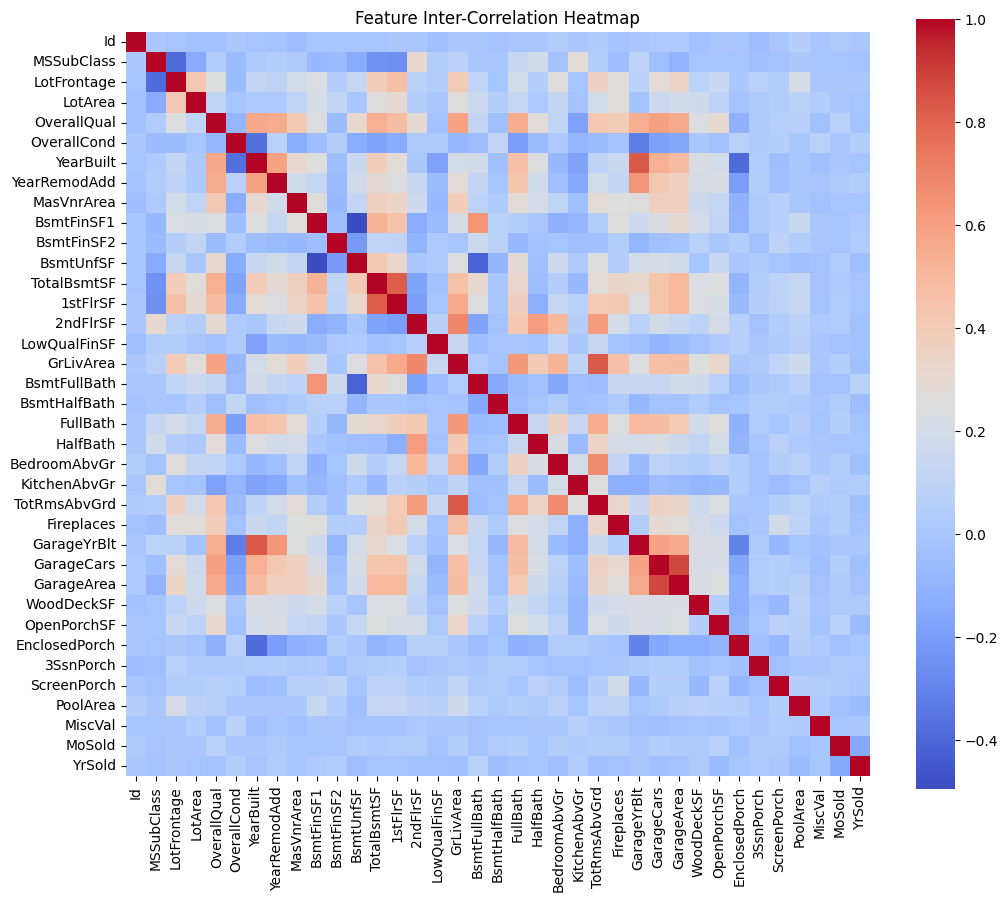 Feature Inter-Correlation Heatmap
Id
MSSubClass
LotFrontage
LotArea
OverallQual
OverallCond
YearBuilt
YearRemodAdd
MasVnrArea
BsmtFinSF1
BsmtFinSF2
BsmtUnfSF
TotalBsmtSF
1stFlrSF
2ndFlrSF
LowQualFinSF
GrLivArea
BsmtFullBath
BsmtHalfBath
FullBath
HalfBath
BedroomAbvGr
KitchenAbvGr
TotRmsAbvGrd
Fireplaces
GarageYrBlt
GarageCars
GarageArea
WoodDeckSF
OpenPorchSF
EnclosedPorch
3SsnPorch
ScreenPorch
PoolArea
MiscVal
MoSold
YrSold
Id
MSSubClass
LotFrontage
LotArea
OverallQual
OverallCond
YearBuilt
YearRemodAdd
MasVnrArea
BsmtFinSF1
BsmtFinSF2
BsmtUnfSF
TotalBsmtSF
1stFlrSF
2ndFlrSF
LowQualFinSF
GrLivArea
BsmtFullBath
BsmtHalfBath
FullBath
HalfBath
BedroomAbvGr
KitchenAbvGr
TotRmsAbvGrd
Fireplaces
GarageYrBlt
GarageCars
GarageArea
WoodDeckSF
OpenPorchSF
EnclosedPorch
3SsnPorch
ScreenPorch
PoolArea
MiscVal
MoSold
YrSold
1.0
0.8
0.6
0.4
0.2
0.0
−0.2
−0.4